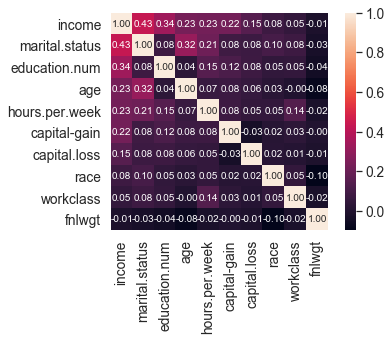 income 1.00 0.43 0.34 0.23 0.23 0.22 0.15 0.08 0.05 -0.01
marital.status 0.43 1.00 0.08 0.32 0.21 0.08 0.08 0.10 0.08 -0.03
education.num 0.34 0.08 1.00 0.04 0.15 0.12 0.08 0.05 0.05 -0.04
age 0.23 0.32 0.04 1.00 0.07 0.08 0.06 0.03 -0.00 -0.08
hours.per.week 0.23 0.21 0.15 0.07 1.00 0.08 0.05 0.05 0.14 -0.02
capital-gain 0.22 0.08 0.12 0.08 0.08 1.00 -0.03 0.02 0.03 -0.00
capital.loss 0.15 0.08 0.08 0.06 0.05 -0.03 1.00 0.02 0.01 -0.01
race 0.08 0.10 0.05 0.03 0.05 0.02 0.02 1.00 0.05 -0.10
workclass 0.05 0.08 0.05 -0.00 0.14 0.03 0.01 0.05 1.00 -0.02
fnlwgt -0.01 -0.03 -0.04 -0.08 -0.02 -0.00 -0.01 -0.10 -0.02 1.00
income
marital.status
education.num
age
hours.per.week
capital-gain
capital.loss
race
workclass
fnlwgt
1.0
0.8
0.6
0.4
0.2
0.0